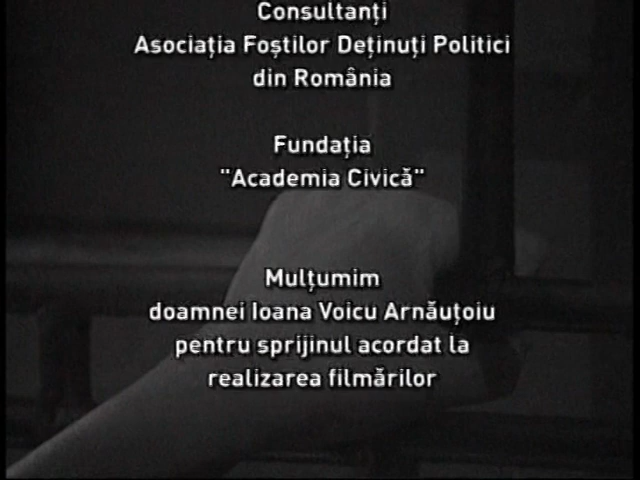 Consultanți
Asociația Foștilor Deținuți Politici
din România
Fundația
"Academia Civică"
Mulțumim
doamnei Ioana Voicu Arnăuțoiu
pentru sprijinul acordat la
realizarea filmărilor